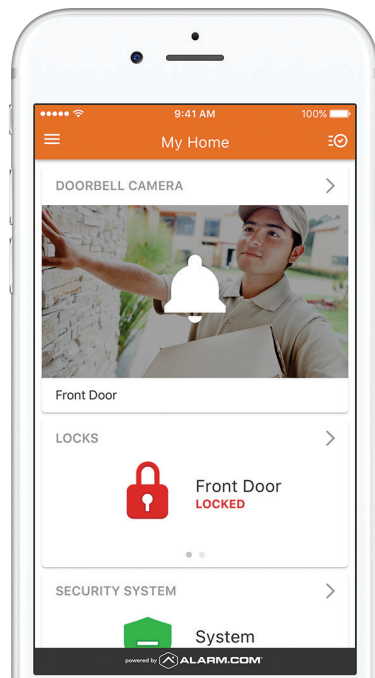 9:41 AM
100%
My Home
DOORBELL CAMERA
Front Door
LOCKS
Front Door
LOCKED
SECURITY SYSTEM
System
powered by ALARM.COM